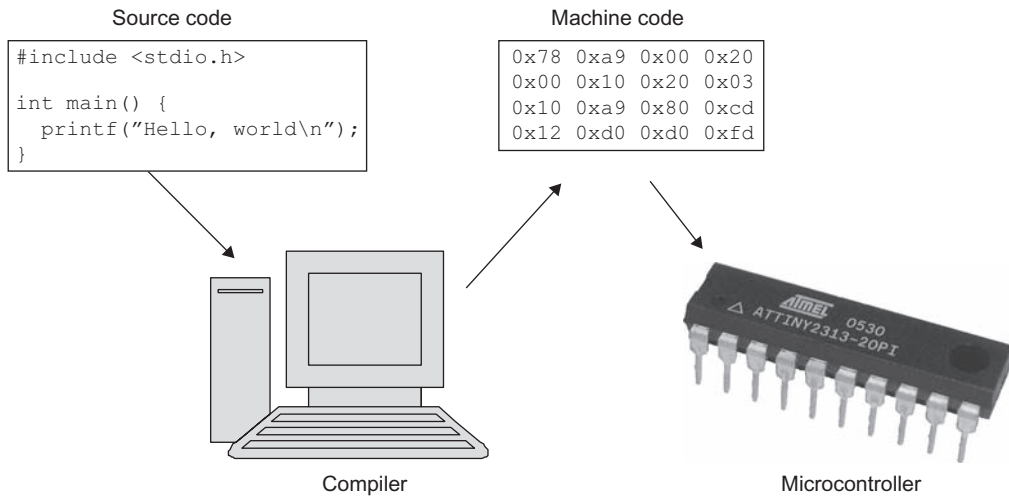 Source code
#include <stdio.h>
int main() {
printf("Hello, world\n");
}
Machine code
0x78 0xa9 0x00 0x20
0x00 0x10 0x20 0x03
0x10 0xa9 0x80 0xcd
0x12 0xd0 0xd0 0xfd
Compiler
ATMEL 0530
ATTINY2313-20PI
Microcontroller